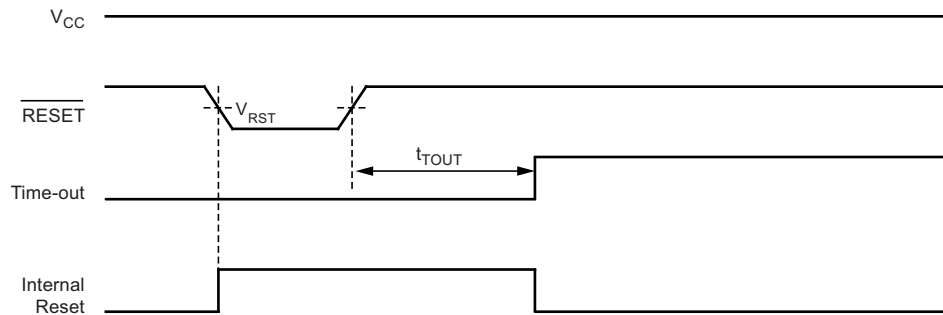 VCC
RESET
VRST
tTOUT
Time-out
Internal
Reset